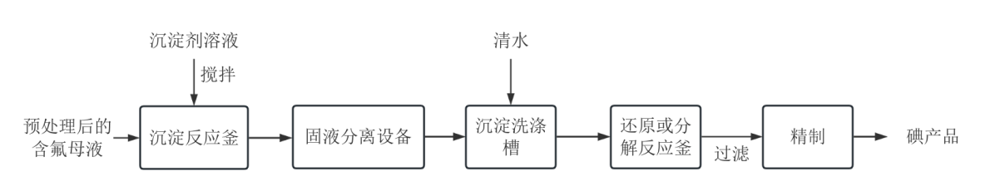 沉淀剂溶液
清水
搅拌
预处理后的
含氟母液
沉淀反应釜
固液分离设备
沉淀洗涤
槽
还原或分
解反应釜
过滤
精制
碘产品